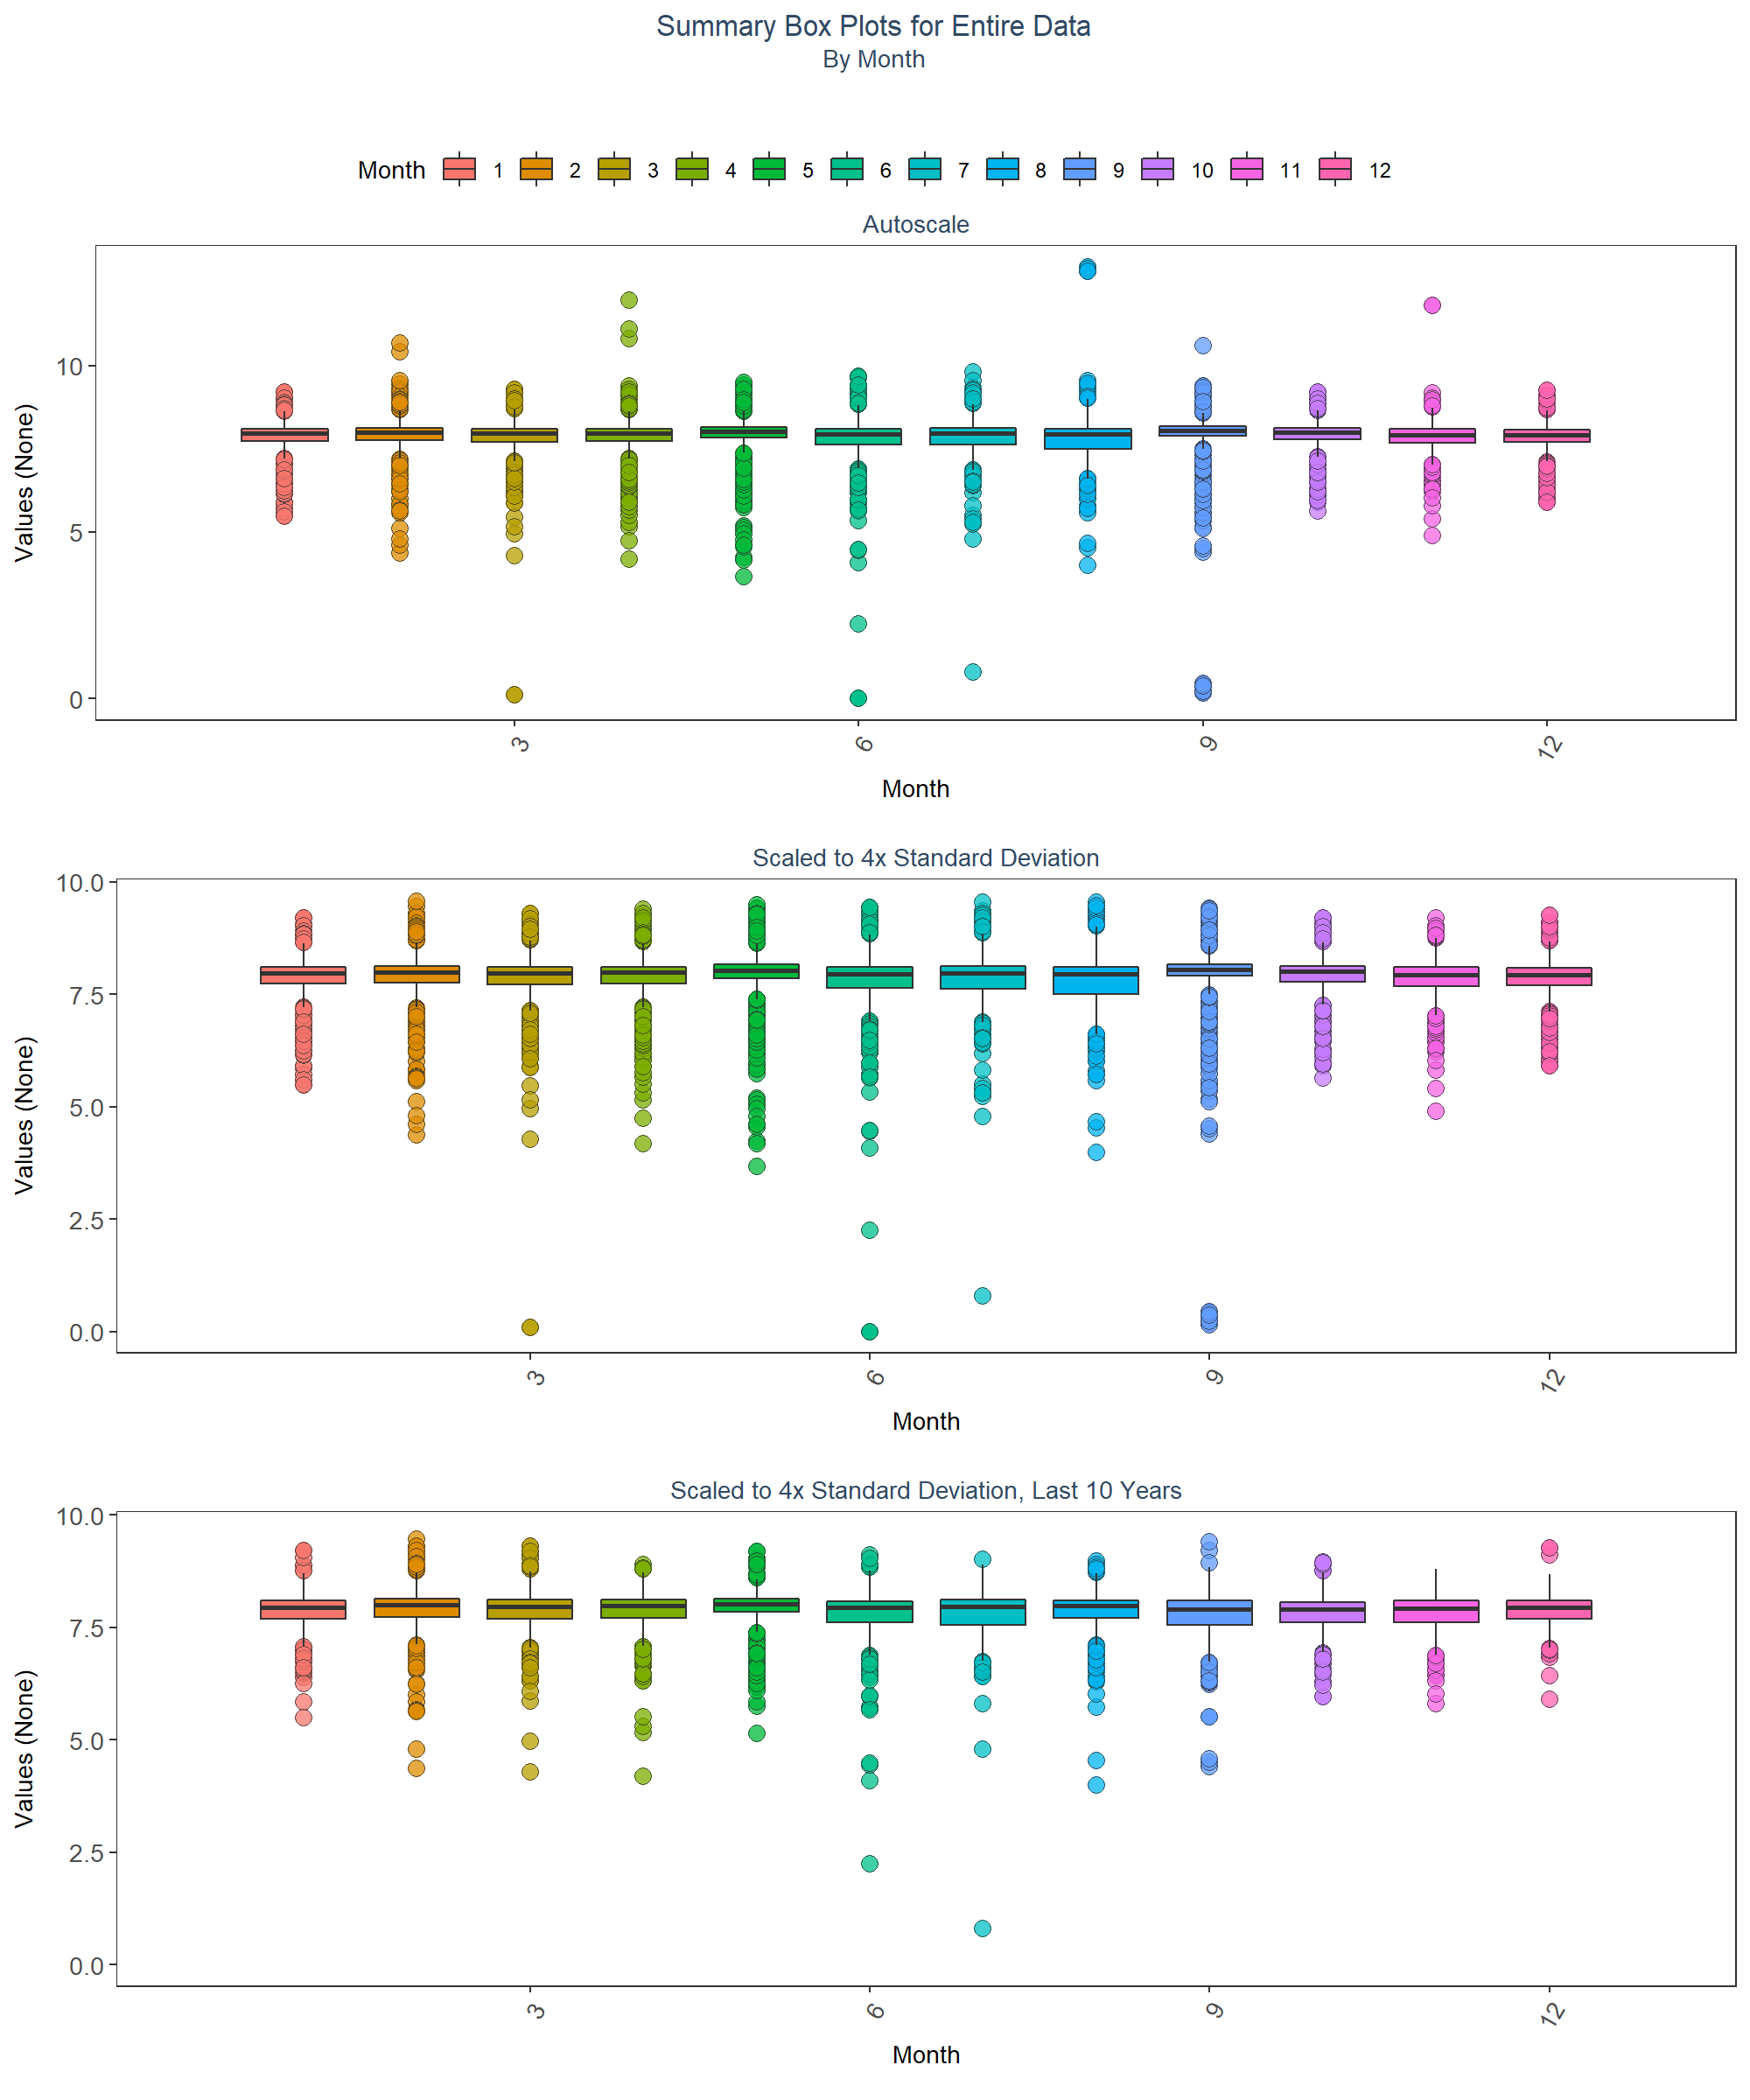 Summary Box Plots for Entire Data
By Month
Month 1 2 3 4 5 6 7 8 9 10 11 12
Autoscale
10
5
0
Values (None)
3 6 9 12
Month
Scaled to 4x Standard Deviation
10.0
7.5
5.0
2.5
0.0
Values (None)
3 6 9 12
Month
Scaled to 4x Standard Deviation, Last 10 Years
10.0
7.5
5.0
2.5
0.0
Values (None)
3 6 9 12
Month